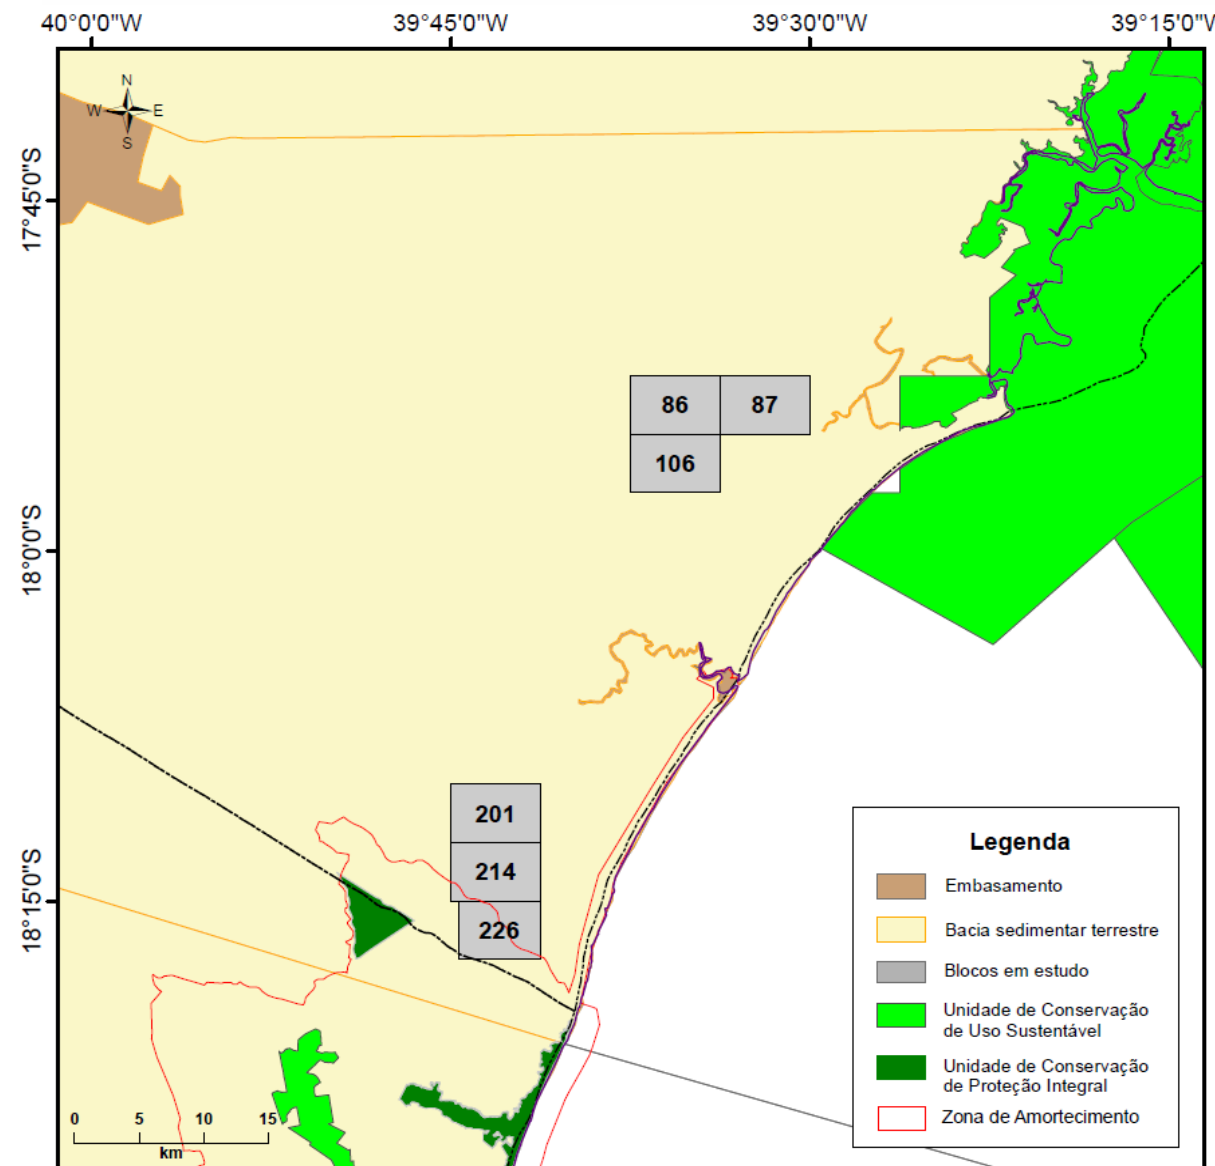 40°0'0"W 39°45'0"W 39°30'0"W 39°15'0"W
N
W E
S
17°45'0"S
86 87
106
18°0'0"S
201
214
18°15'0"S
226
Legenda
Embasamento
Bacia sedimentar terrestre
Blocos em estudo
Unidade de Conservação
de Uso Sustentável
Unidade de Conservação
de Proteção Integral
Zona de Amortecimento
0 5 10 15
km